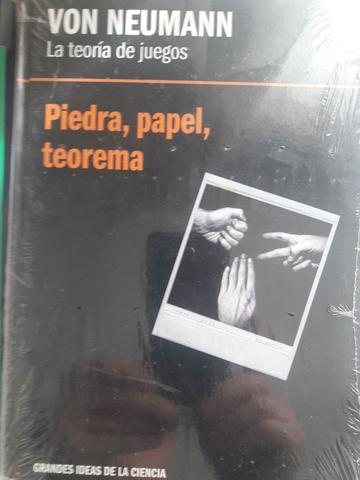 VON NEUMANN
La teoría de juegos
Piedra, papel,
teorema
GRANDES IDEAS DE LA CIENCIA